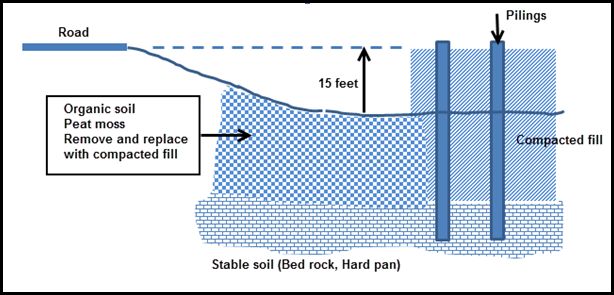 Pilings
Road
15 feet
Organic soil
Peat moss
Remove and replace
with compacted fill
Compacted fill
Stable soil (Bed rock, Hard pan)